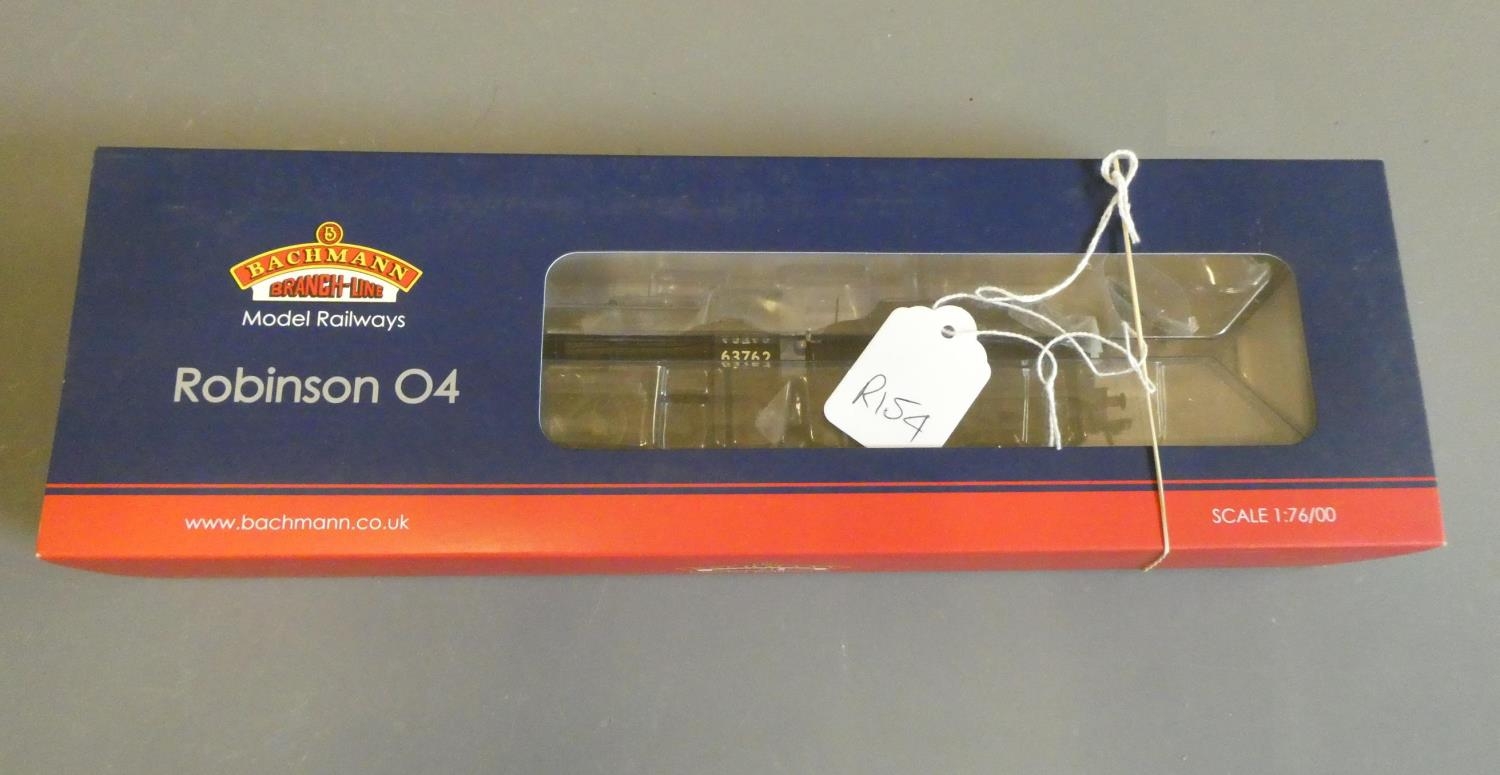 B
BACHMANN
BRANCH-LINE
Model Railways
Robinson O4
63762
R154
www.bachmann.co.uk
SCALE 1:76/00